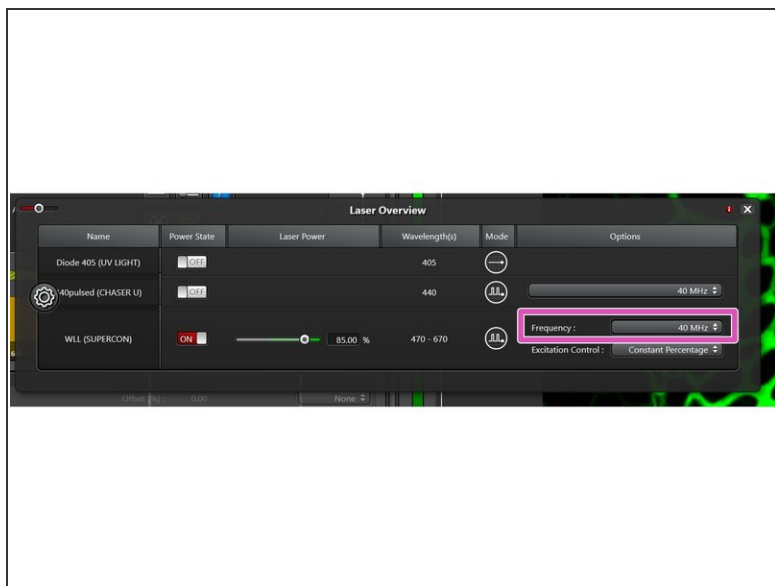 Laser Overview
Name Power State Laser Power Wavelength(s) Mode Options
Diode 405 (UV LIGHT) OFF 405
40pulsed (CHASER U) OFF 440 40 MHz
WLL (SUPERCON) ON 85.00 % 470 - 670 Frequency : 40 MHz
Excitation Control : Constant Percentage
Offset [%] : 0.00 None